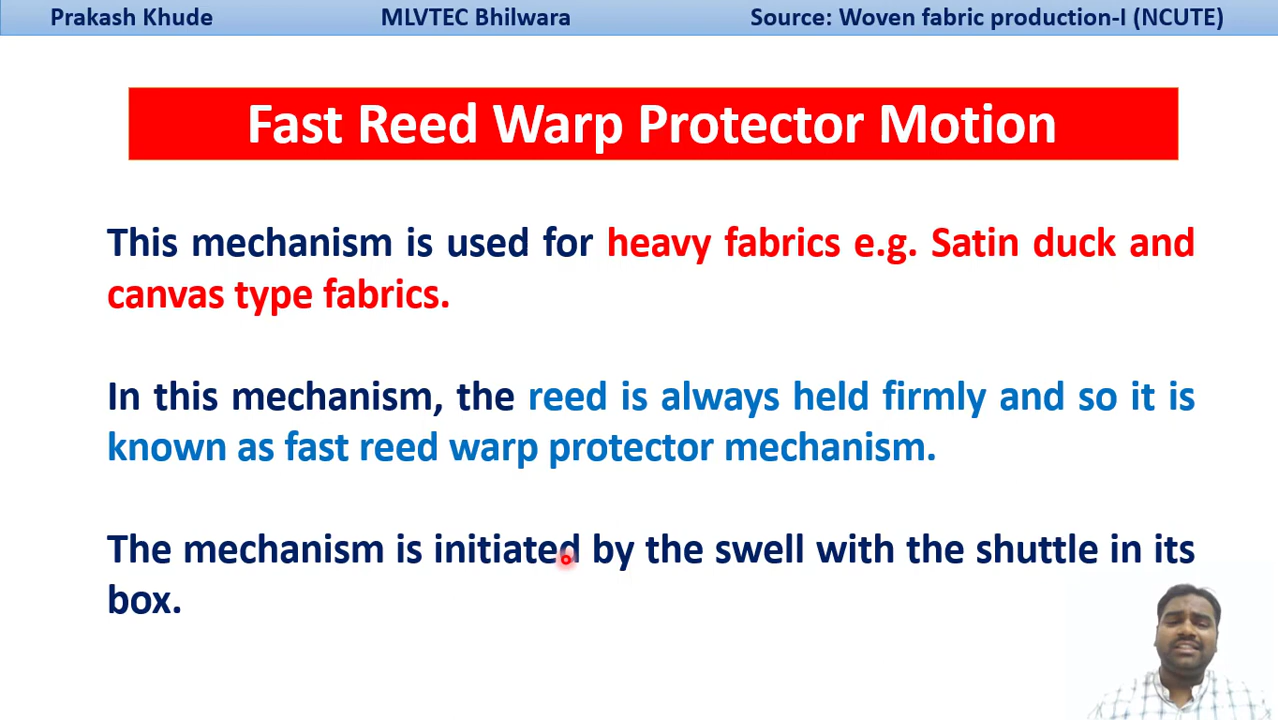 Prakash Khude MLVTEC Bhilwara Source: Woven fabric production-I (NCUTE)
Fast Reed Warp Protector Motion
This mechanism is used for heavy fabrics e.g. Satin duck and
canvas type fabrics.
In this mechanism, the reed is always held firmly and so it is
known as fast reed warp protector mechanism.
The mechanism is initiated by the swell with the shuttle in its
box.